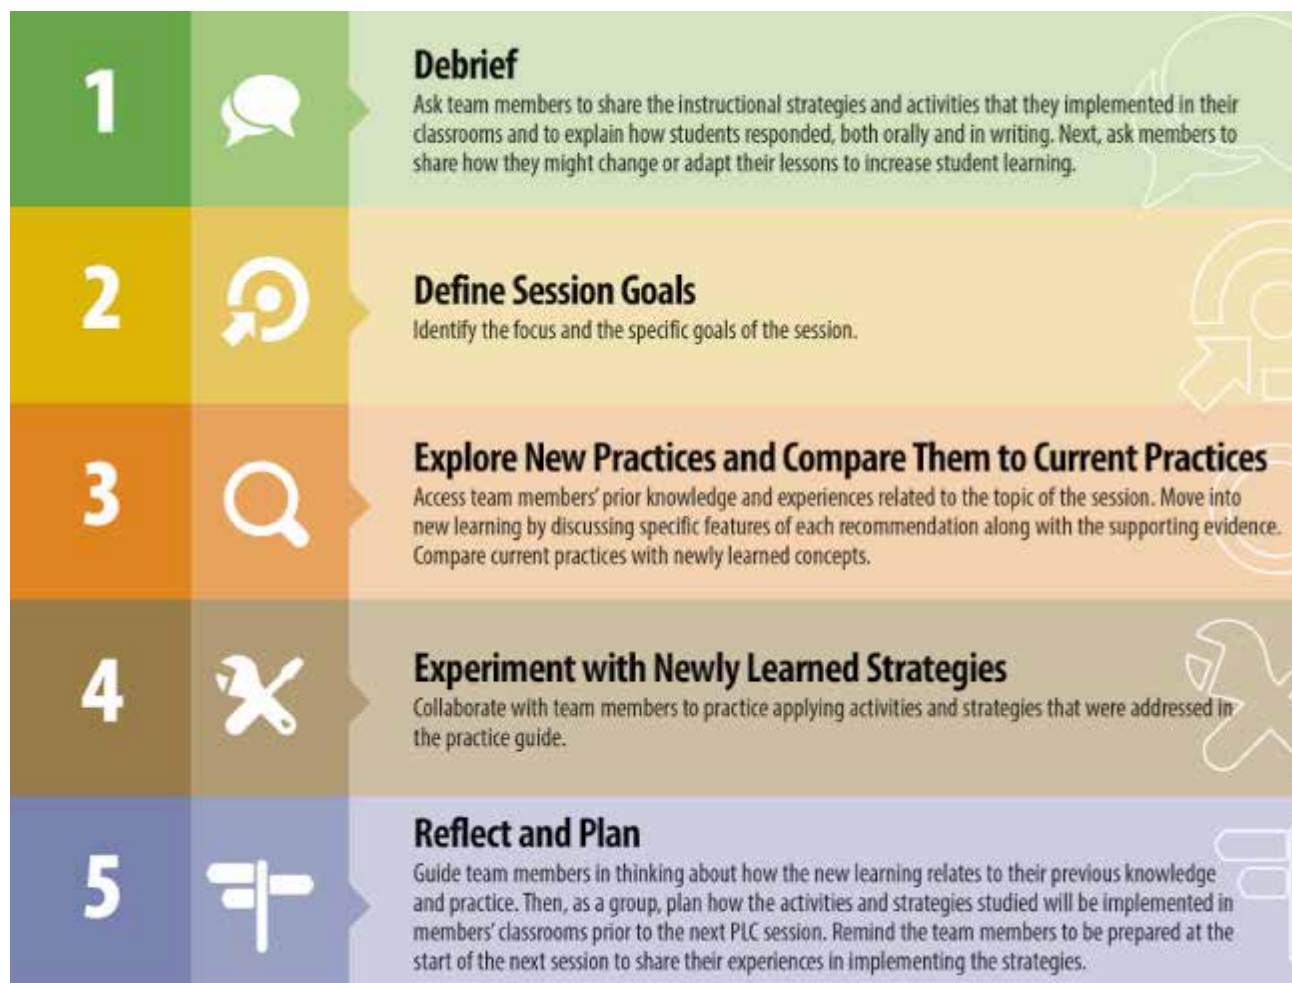 1
Debrief
Ask team members to share the instructional strategies and activities that they implemented in their
classrooms and to explain how students responded, both orally and in writing. Next, ask members to
share how they might change or adapt their lessons to increase student learning.
2
Define Session Goals
Identify the focus and the specific goals of the session.
3
Explore New Practices and Compare Them to Current Practices
Access team members' prior knowledge and experiences related to the topic of the session. Move into
new learning by discussing specific features of each recommendation along with the supporting evidence.
Compare current practices with newly learned concepts.
4
Experiment with Newly Learned Strategies
Collaborate with team members to practice applying activities and strategies that were addressed in
the practice guide.
5
Reflect and Plan
Guide team members in thinking about how the new learning relates to their previous knowledge
and practice. Then, as a group, plan how the activities and strategies studied will be implemented in
members' classrooms prior to the next PLC session. Remind the team members to be prepared at the
start of the next session to share their experiences in implementing the strategies.